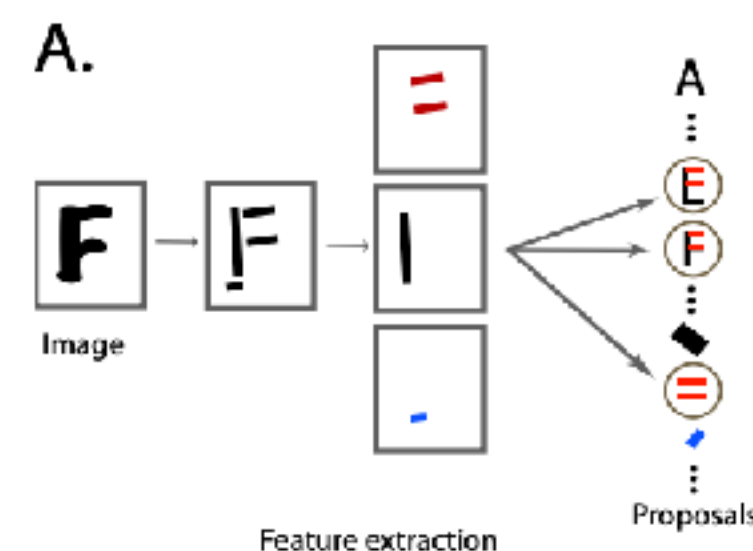 A.
A
E
F
F
=
Image
Proposals
Feature extraction